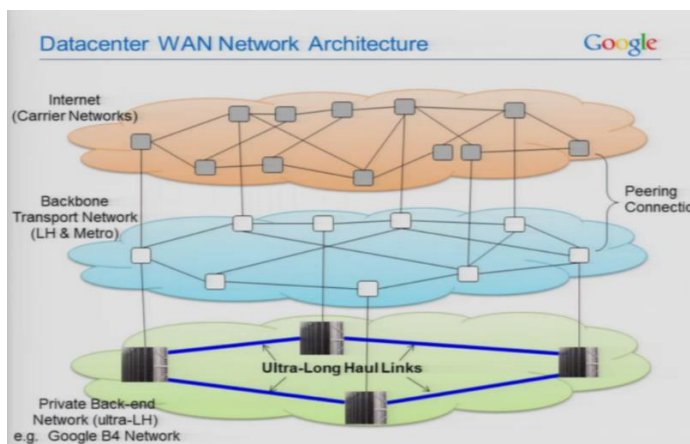 Datacenter WAN Network Architecture
Google
Internet
(Carrier Networks)
Backbone
Transport Network
(LH & Metro)
Peering
Connectio
Ultra-Long Haul Links
Private Back-end
Network (ultra-LH)
e.g. Google B4 Network